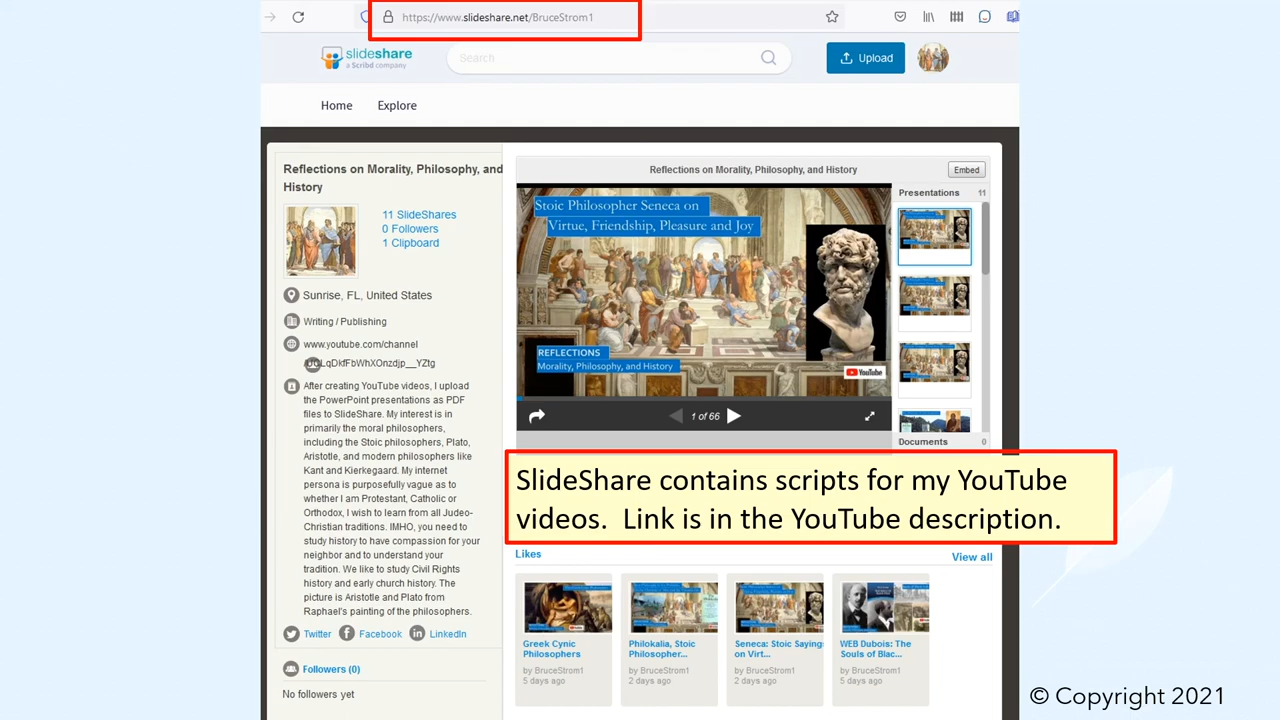 https://www.slideshare.net/BruceStrom1
slideshare
a Scribd company
Search
Upload
Home
Explore
Reflections on Morality, Philosophy, and
History
11 SlideShares
0 Followers
1 Clipboard
Sunrise, FL, United States
Writing / Publishing
www.youtube.com/channel
LqDkfFbWhXOnzdjp__YZtg
After creating YouTube videos, I upload
the PowerPoint presentations as PDF
files to SlideShare. My interest is in
primarily the moral philosophers,
including the Stoic philosophers, Plato,
Aristotle, and modern philosophers like
Kant and Kierkegaard. My internet
persona is purposefully vague as to
whether I am Protestant, Catholic or
Orthodox, I wish to learn from all Judeo-
Christian traditions. IMHO, you need to
study history to have compassion for your
neighbor and to understand your
tradition. We like to study Civil Rights
history and early church history. The
picture is Aristotle and Plato from
Raphael's painting of the philosophers.
Twitter
Facebook
LinkedIn
Followers (0)
No followers yet
Reflections on Morality, Philosophy, and History
Embed
Stoic Philosopher Seneca on
Virtue, Friendship, Pleasure and Joy
REFLECTIONS
Morality, Philosophy, and History
YouTube
1 of 66
Presentations 11
Documents 0
SlideShare contains scripts for my YouTube
videos. Link is in the YouTube description.
Likes
View all
Greek Cynic
Philosophers
by BruceStrom1
5 days ago
Philokalia, Stoic
Philosopher...
by BruceStrom1
2 days ago
Seneca: Stoic Sayings
on Virt...
by BruceStrom1
2 days ago
WEB Dubois: The
Souls of Blac...
by BruceStrom1
5 days ago
© Copyright 2021